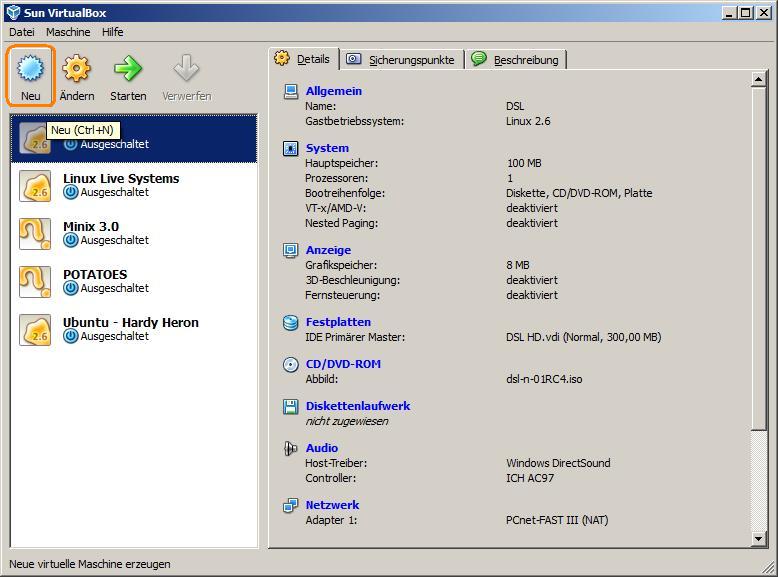 Sun VirtualBox
Datei Maschine Hilfe
Neu Ändern Starten Verwerfen
Neu (Ctrl+N)
2.6 Ausgeschaltet
Linux Live Systems
2.6 Ausgeschaltet
Minix 3.0
Ausgeschaltet
POTATOES
Ausgeschaltet
Ubuntu - Hardy Heron
2.6 Ausgeschaltet
Details Sicherungspunkte Beschreibung
Allgemein
Name: DSL
Gastbetriebssystem: Linux 2.6
System
Hauptspeicher: 100 MB
Prozessoren: 1
Bootreihenfolge: Diskette, CD/DVD-ROM, Platte
VT-x/AMD-V: deaktiviert
Nested Paging: deaktiviert
Anzeige
Grafikspeicher: 8 MB
3D-Beschleunigung: deaktiviert
Fernsteuerung: deaktiviert
Festplatten
IDE Primärer Master: DSL HD.vdi (Normal, 300,00 MB)
CD/DVD-ROM
Abbild: dsl-n-01RC4.iso
Diskettenlaufwerk
nicht zugewiesen
Audio
Host-Treiber: Windows DirectSound
Controller: ICH AC97
Netzwerk
Adapter 1: PCnet-FAST III (NAT)
Neue virtuelle Maschine erzeugen